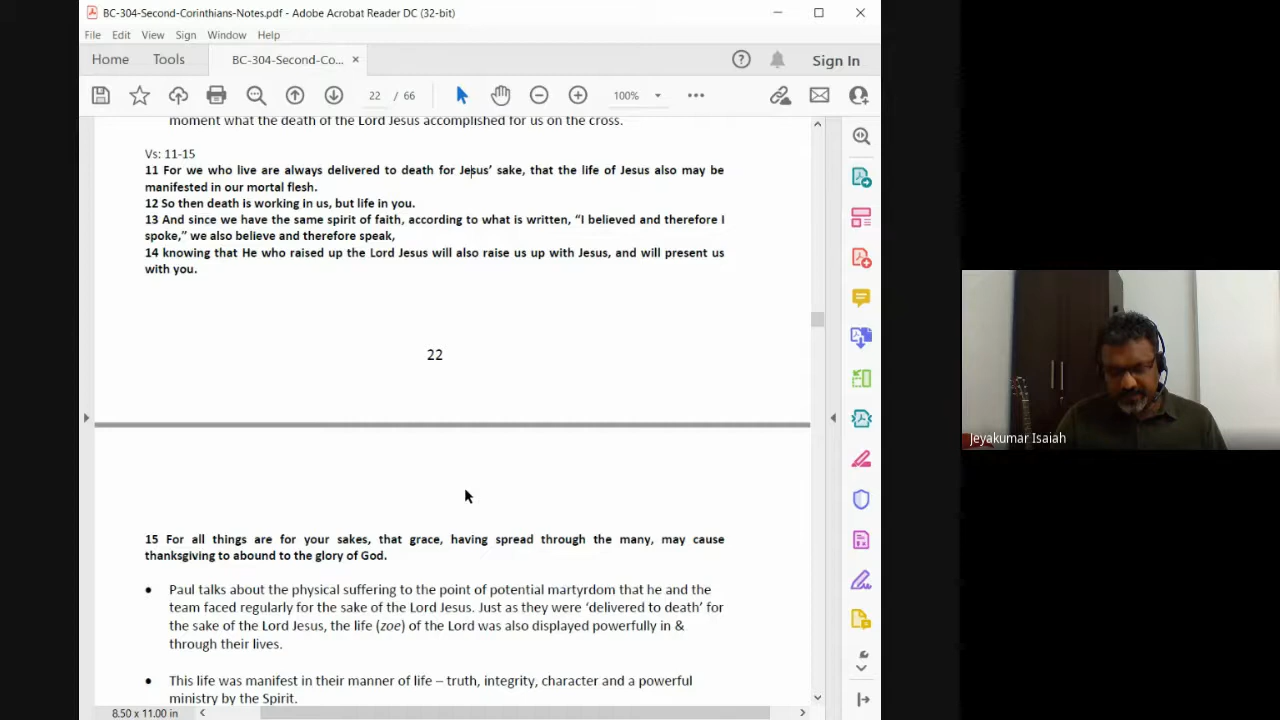 BC-304-Second-Corinthians-Notes.pdf - Adobe Acrobat Reader DC (32-bit)
File Edit View Sign Window Help
Home Tools BC-304-Second-Co... × Sign In
22 / 66 100%
moment what the death of the Lord Jesus accomplished for us on the cross.
Vs: 11-15
11 For we who live are always delivered to death for Jesus’ sake, that the life of Jesus also may be
manifested in our mortal flesh.
12 So then death is working in us, but life in you.
13 And since we have the same spirit of faith, according to what is written, “I believed and therefore I
spoke,” we also believe and therefore speak,
14 knowing that He who raised up the Lord Jesus will also raise us up with Jesus, and will present us
with you.
22
15 For all things are for your sakes, that grace, having spread through the many, may cause
thanksgiving to abound to the glory of God.
• Paul talks about the physical suffering to the point of potential martyrdom that he and the
team faced regularly for the sake of the Lord Jesus. Just as they were ‘delivered to death’ for
the sake of the Lord Jesus, the life (zoe) of the Lord was also displayed powerfully in &
through their lives.
• This life was manifest in their manner of life – truth, integrity, character and a powerful
ministry by the Spirit.
8.50 x 11.00 in
Jeyakumar Isaiah